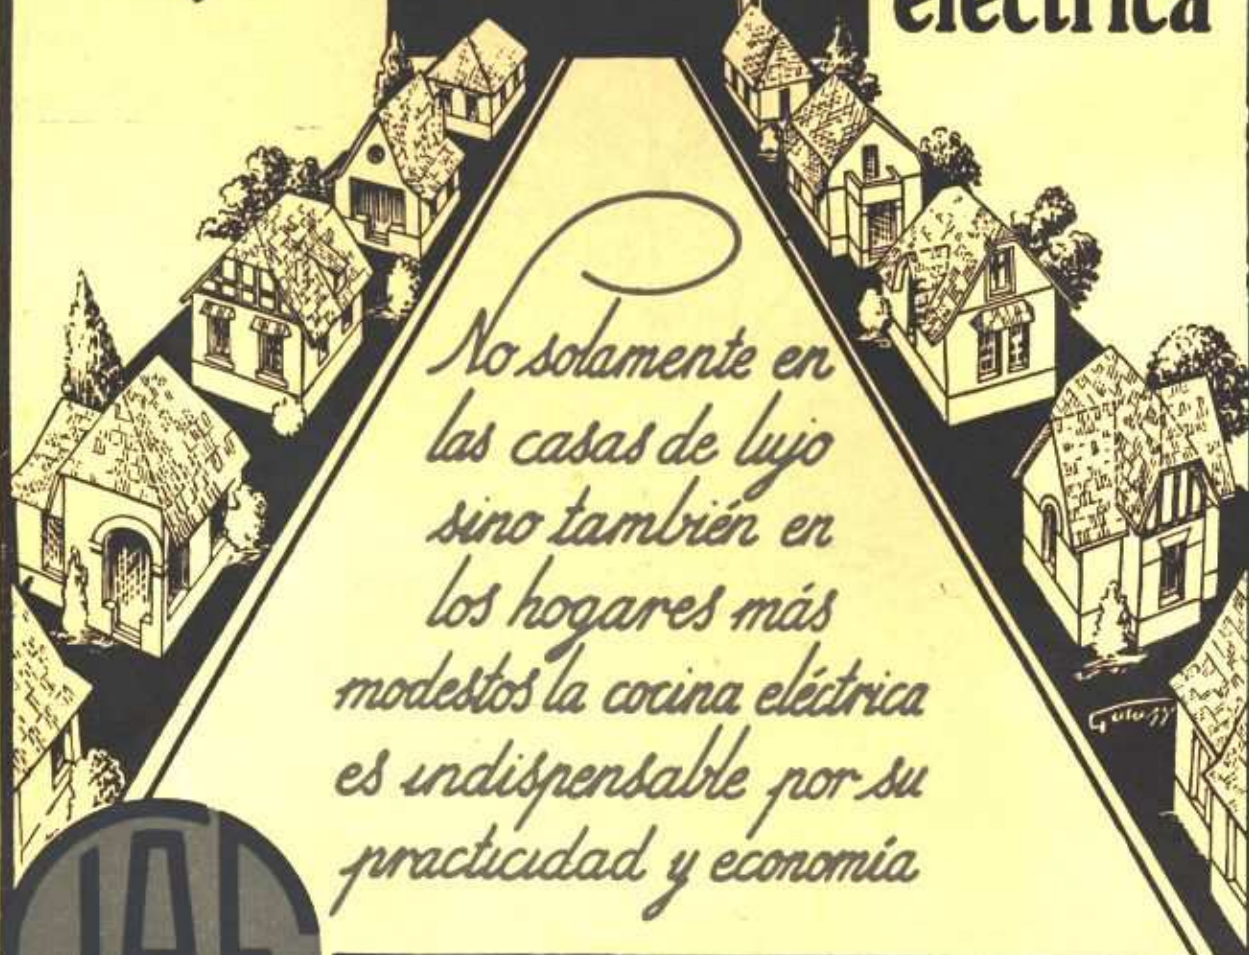 eléctrica
No solamente en
las casas de lujo
sino también en
los hogares más
modestos la cocina eléctrica
es indispensable por su
practicidad y economía